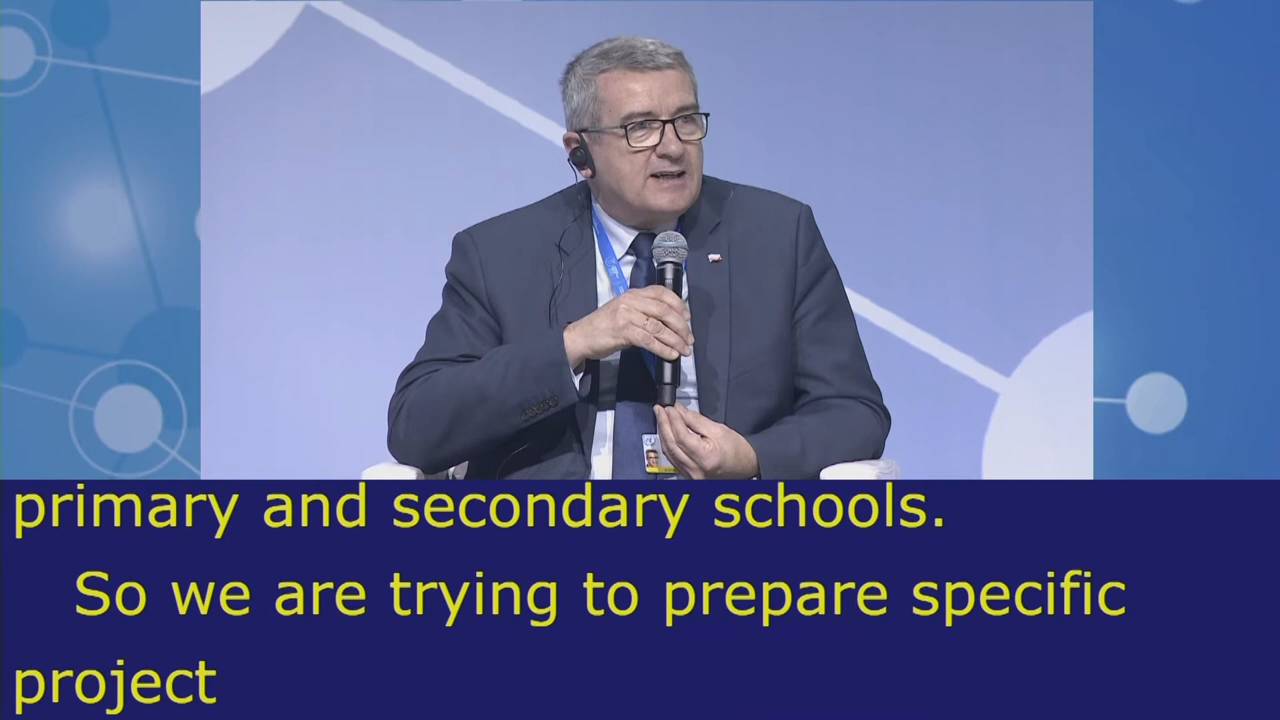 primary and secondary schools.
So we are trying to prepare specific
project